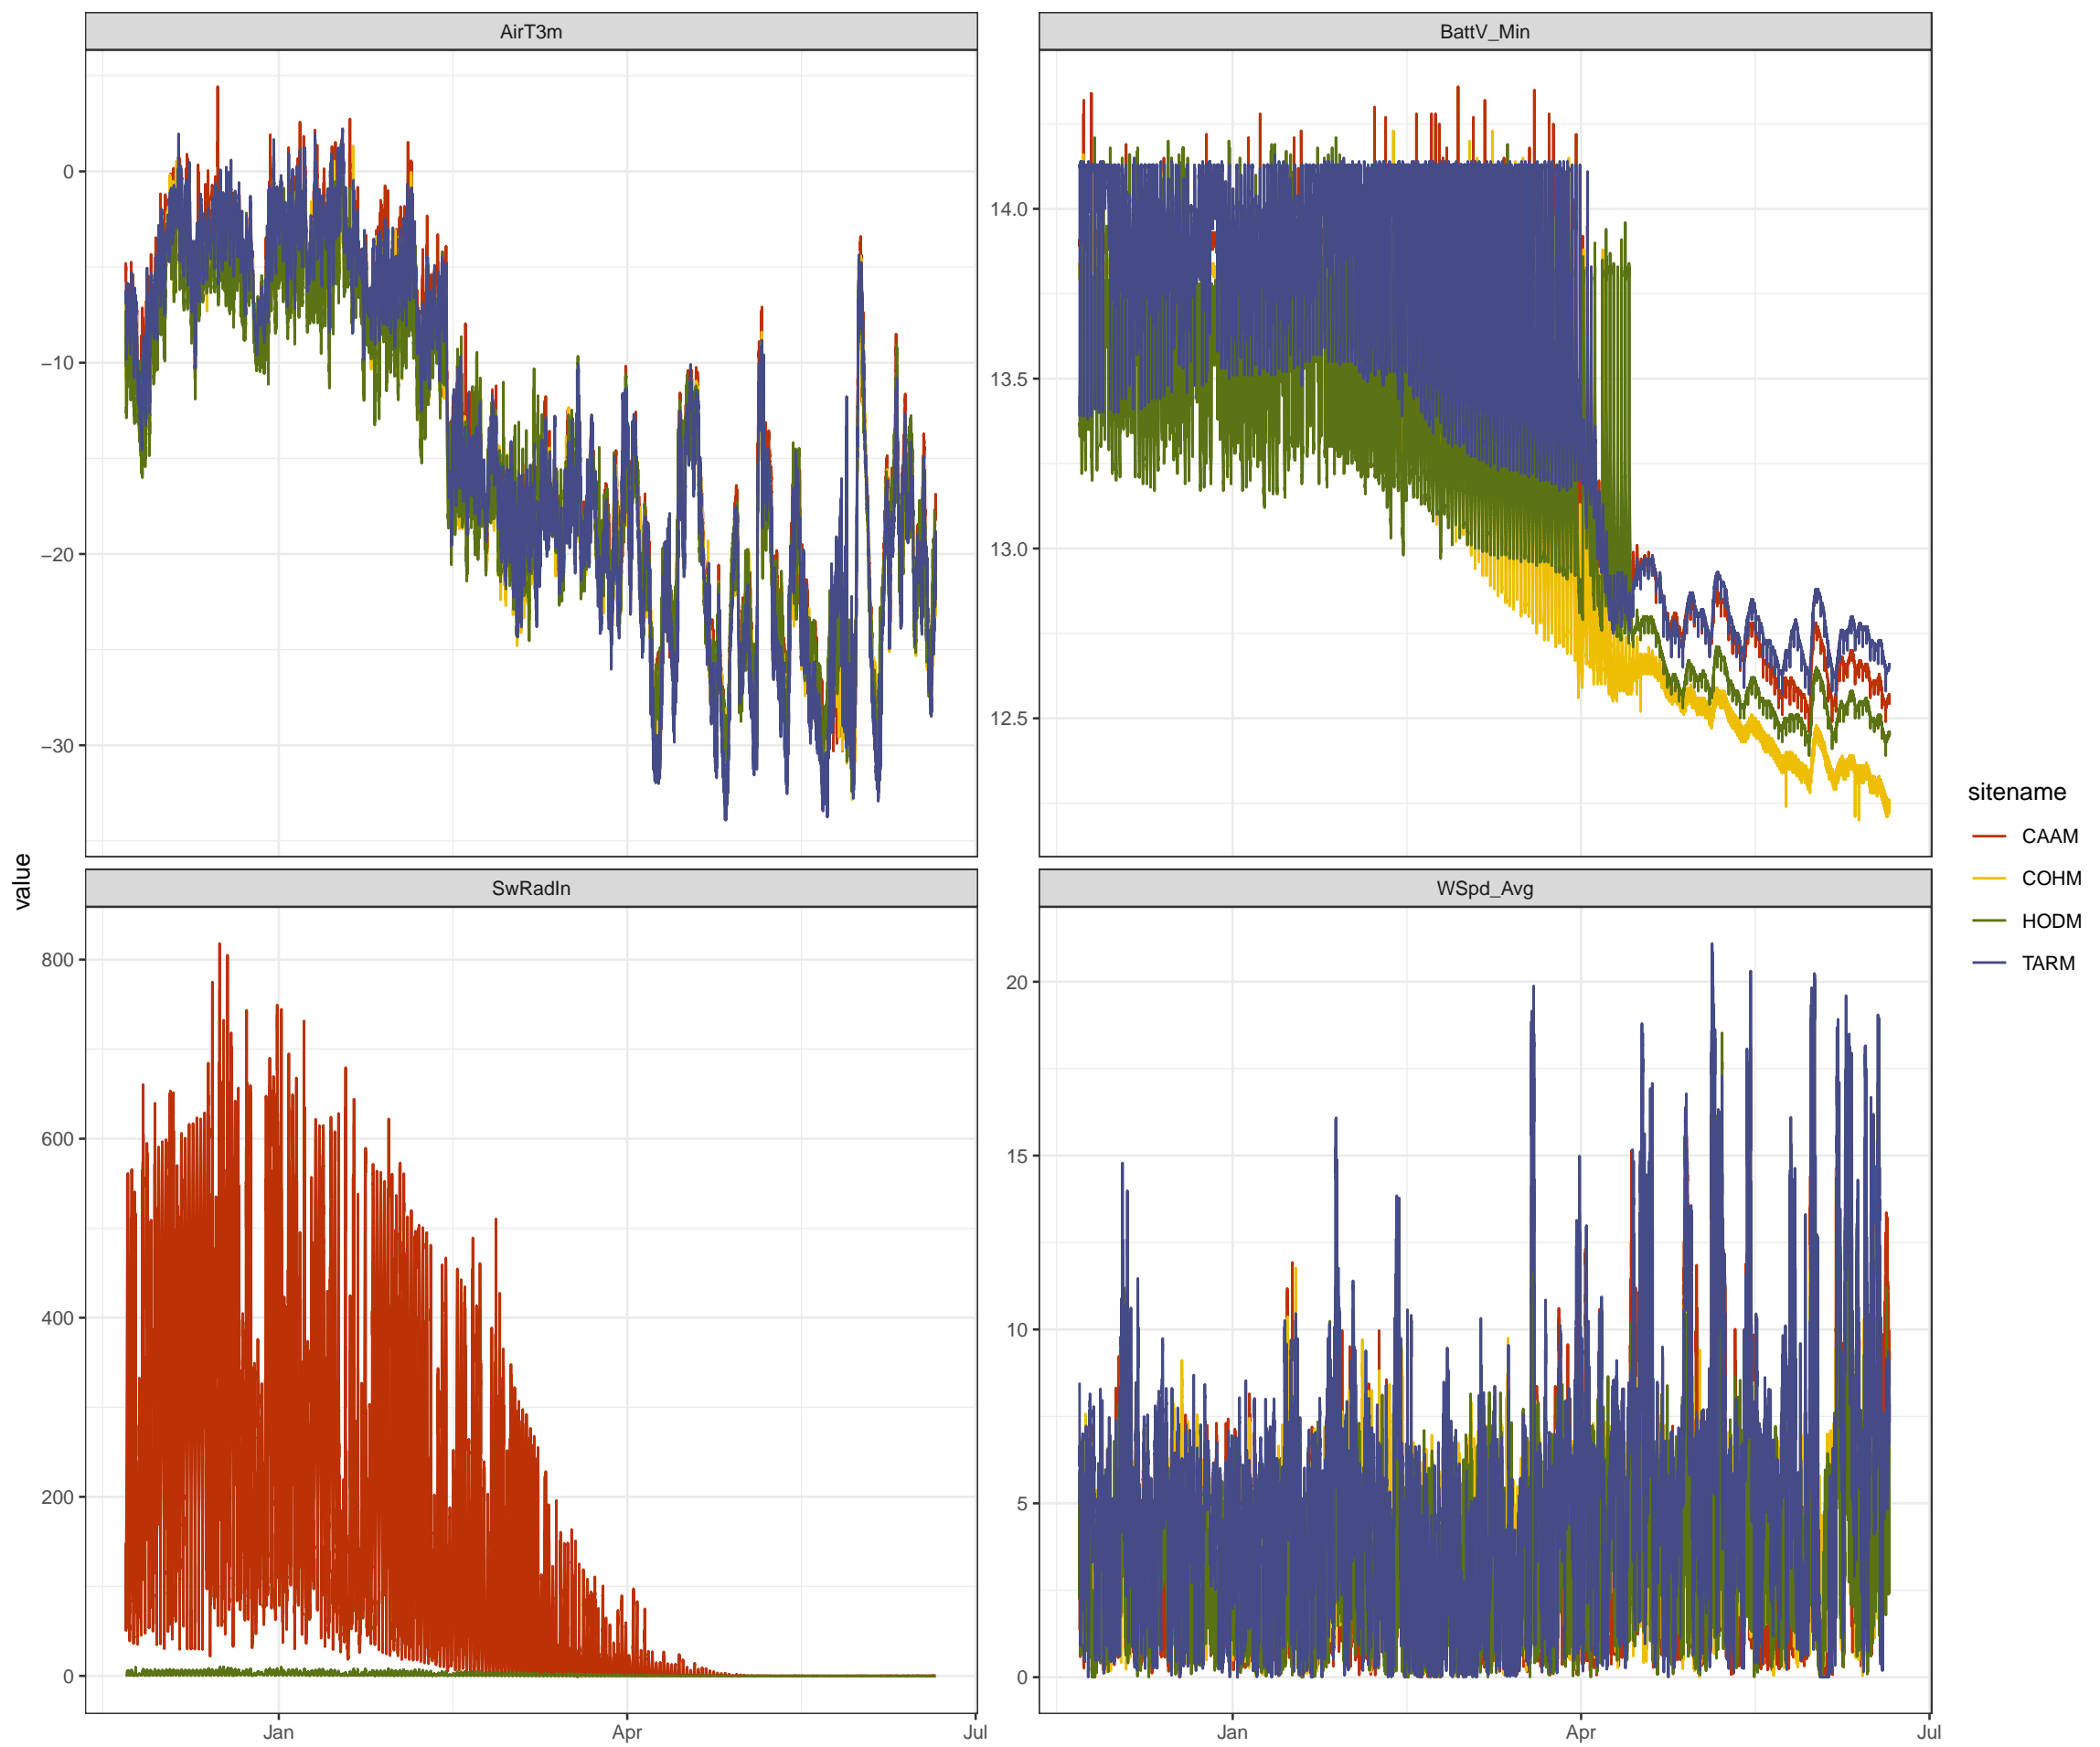 AirT3m
BattV_Min
0
−10
−20
−30
14.0
13.5
13.0
12.5
value
SwRadIn
WSpd_Avg
800
600
400
200
0
20
15
10
5
0
Jan
Apr
Jul
Jan
Apr
Jul
sitename
CAAM
COHM
HODM
TARM